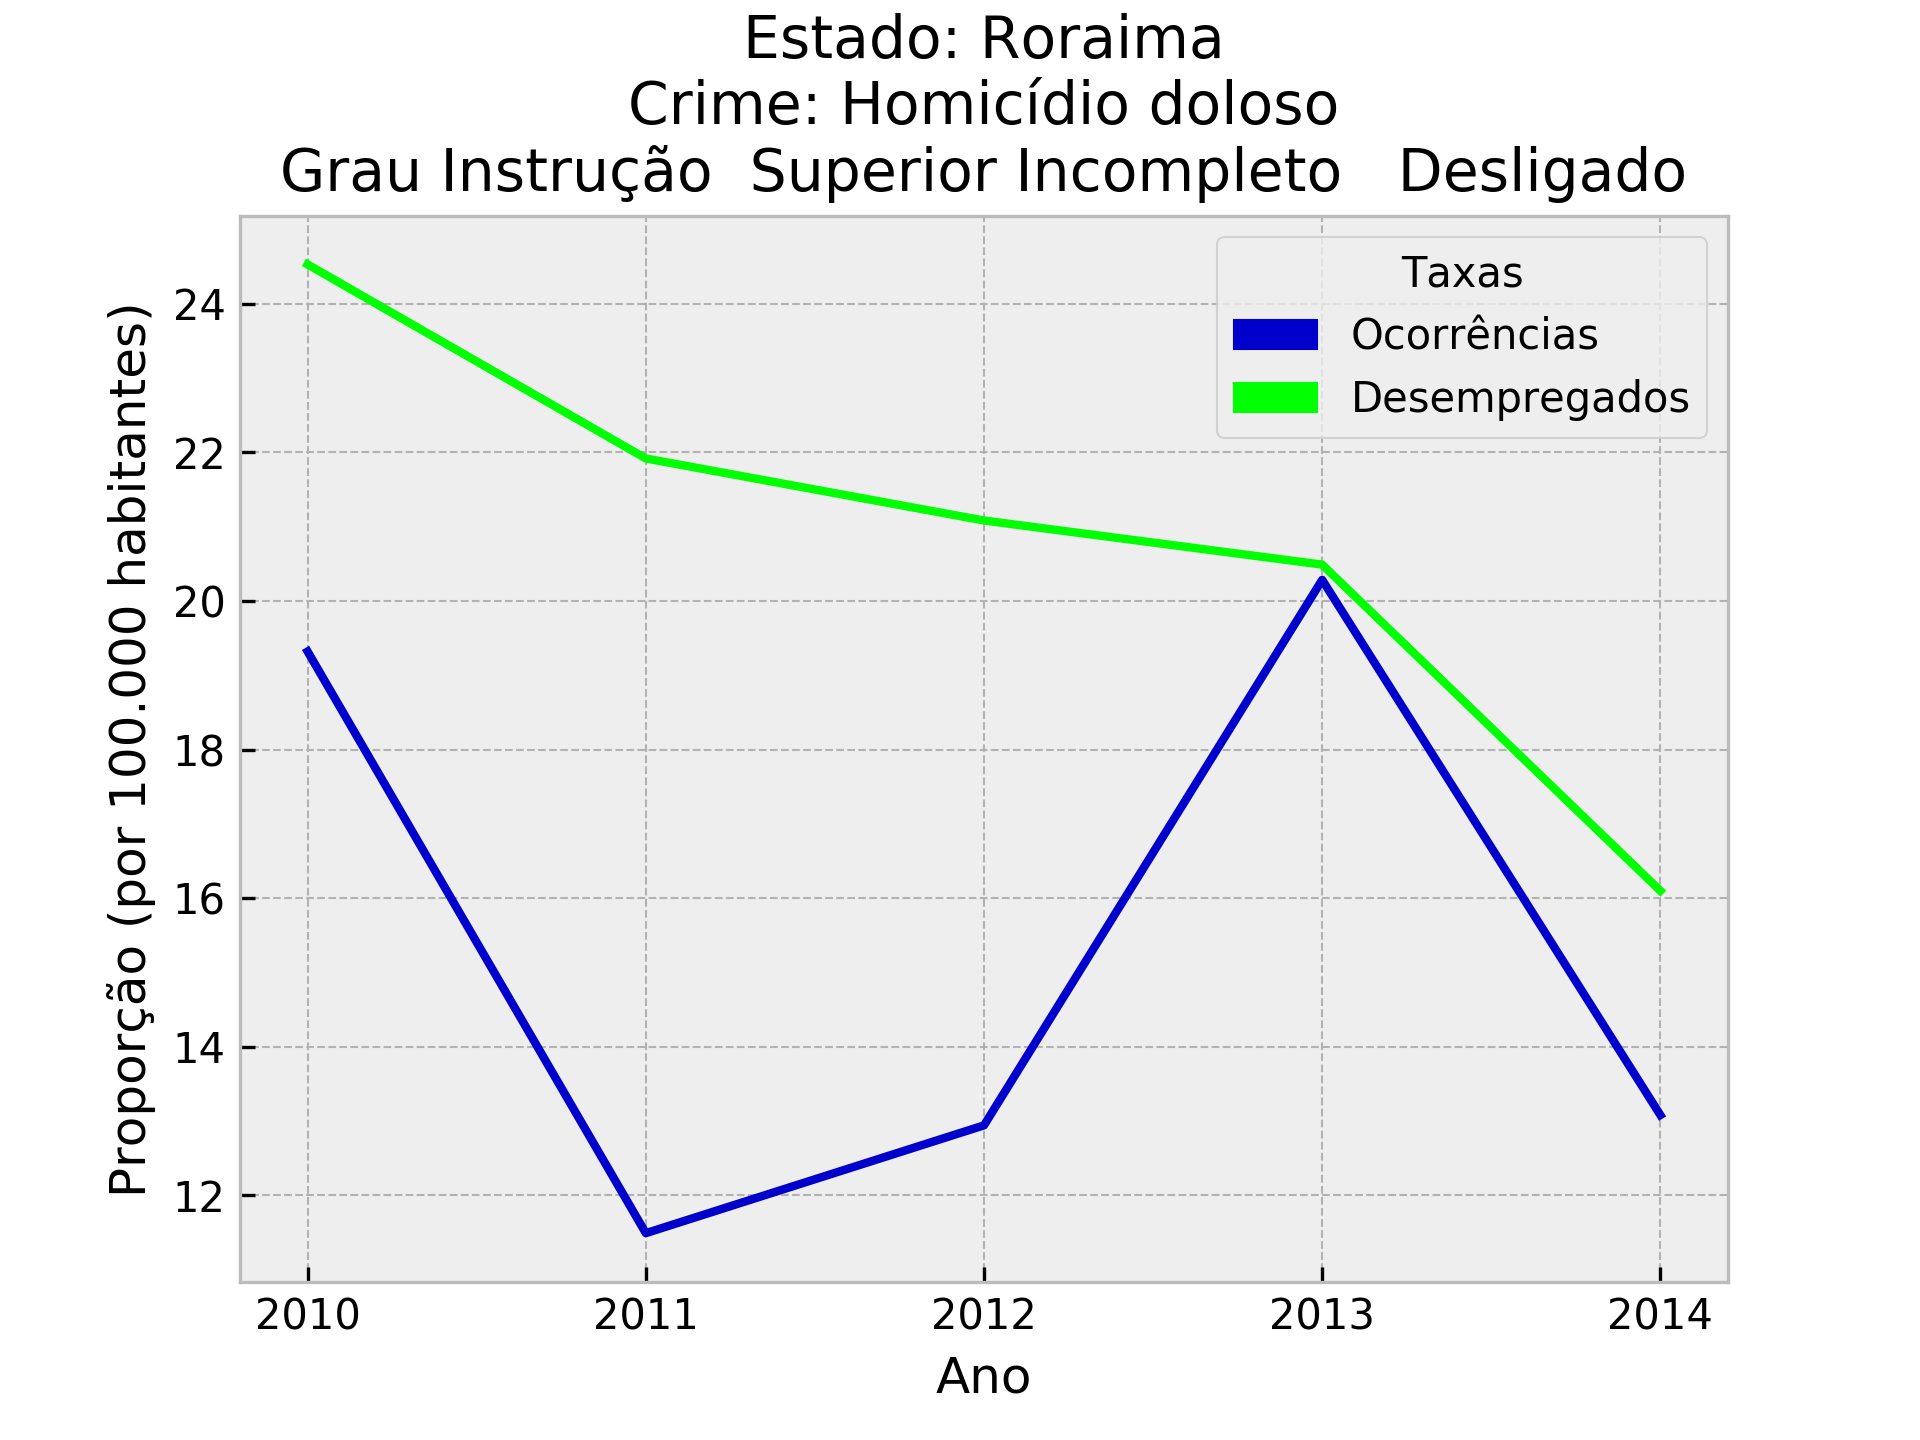 Estado: Roraima
Crime: Homicídio doloso
Grau Instrução  Superior Incompleto   Desligado
Taxas
Ocorrências
Desempregados
Proporção (por 100.000 habitantes)
24
22
20
18
16
14
12
2010 2011 2012 2013 2014
Ano